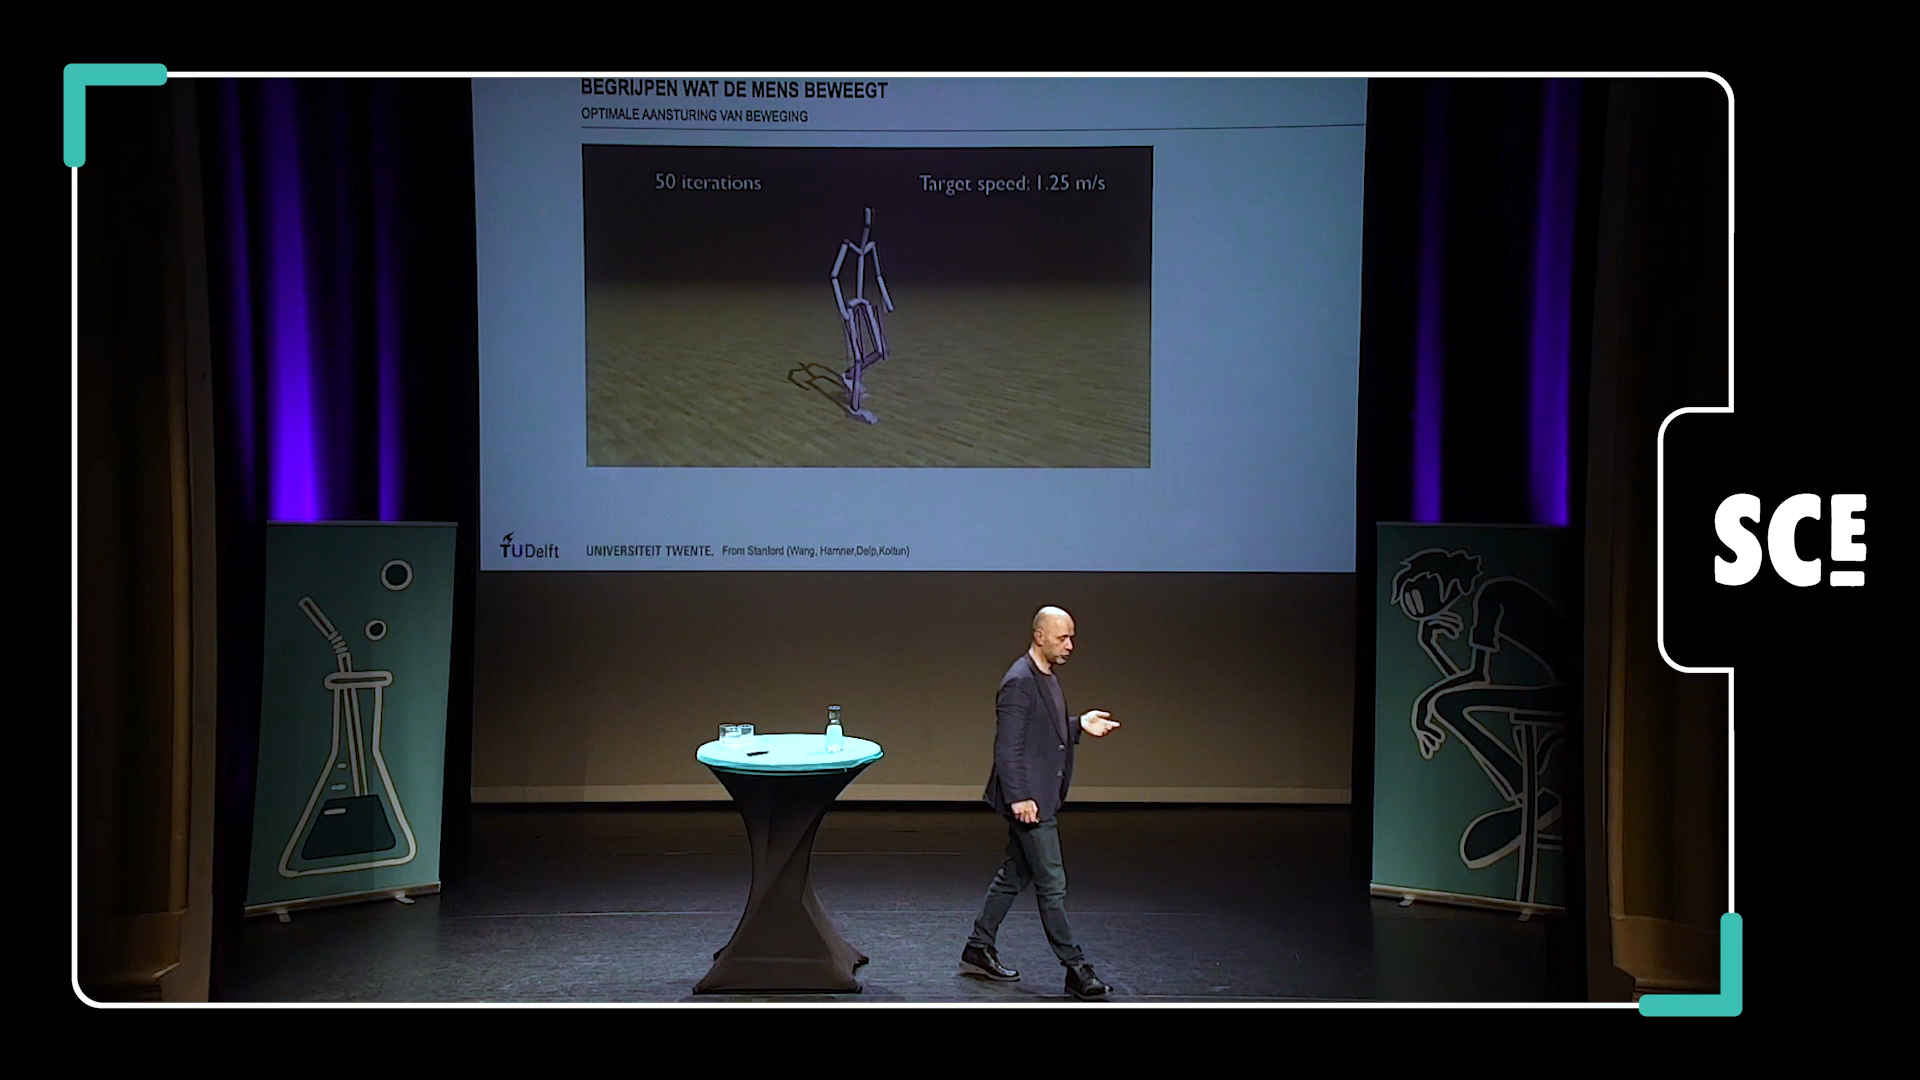 BEGRIJPEN WAT DE MENS BEWEEGT
OPTIMALE AANSTURING VAN BEWEGING
50 iterations
Target speed: 1.25 m/s
TUDelft
UNIVERSITEIT TWENTE.
From Stanford (Wang, Hamner,Delp,Koltun)
SCE